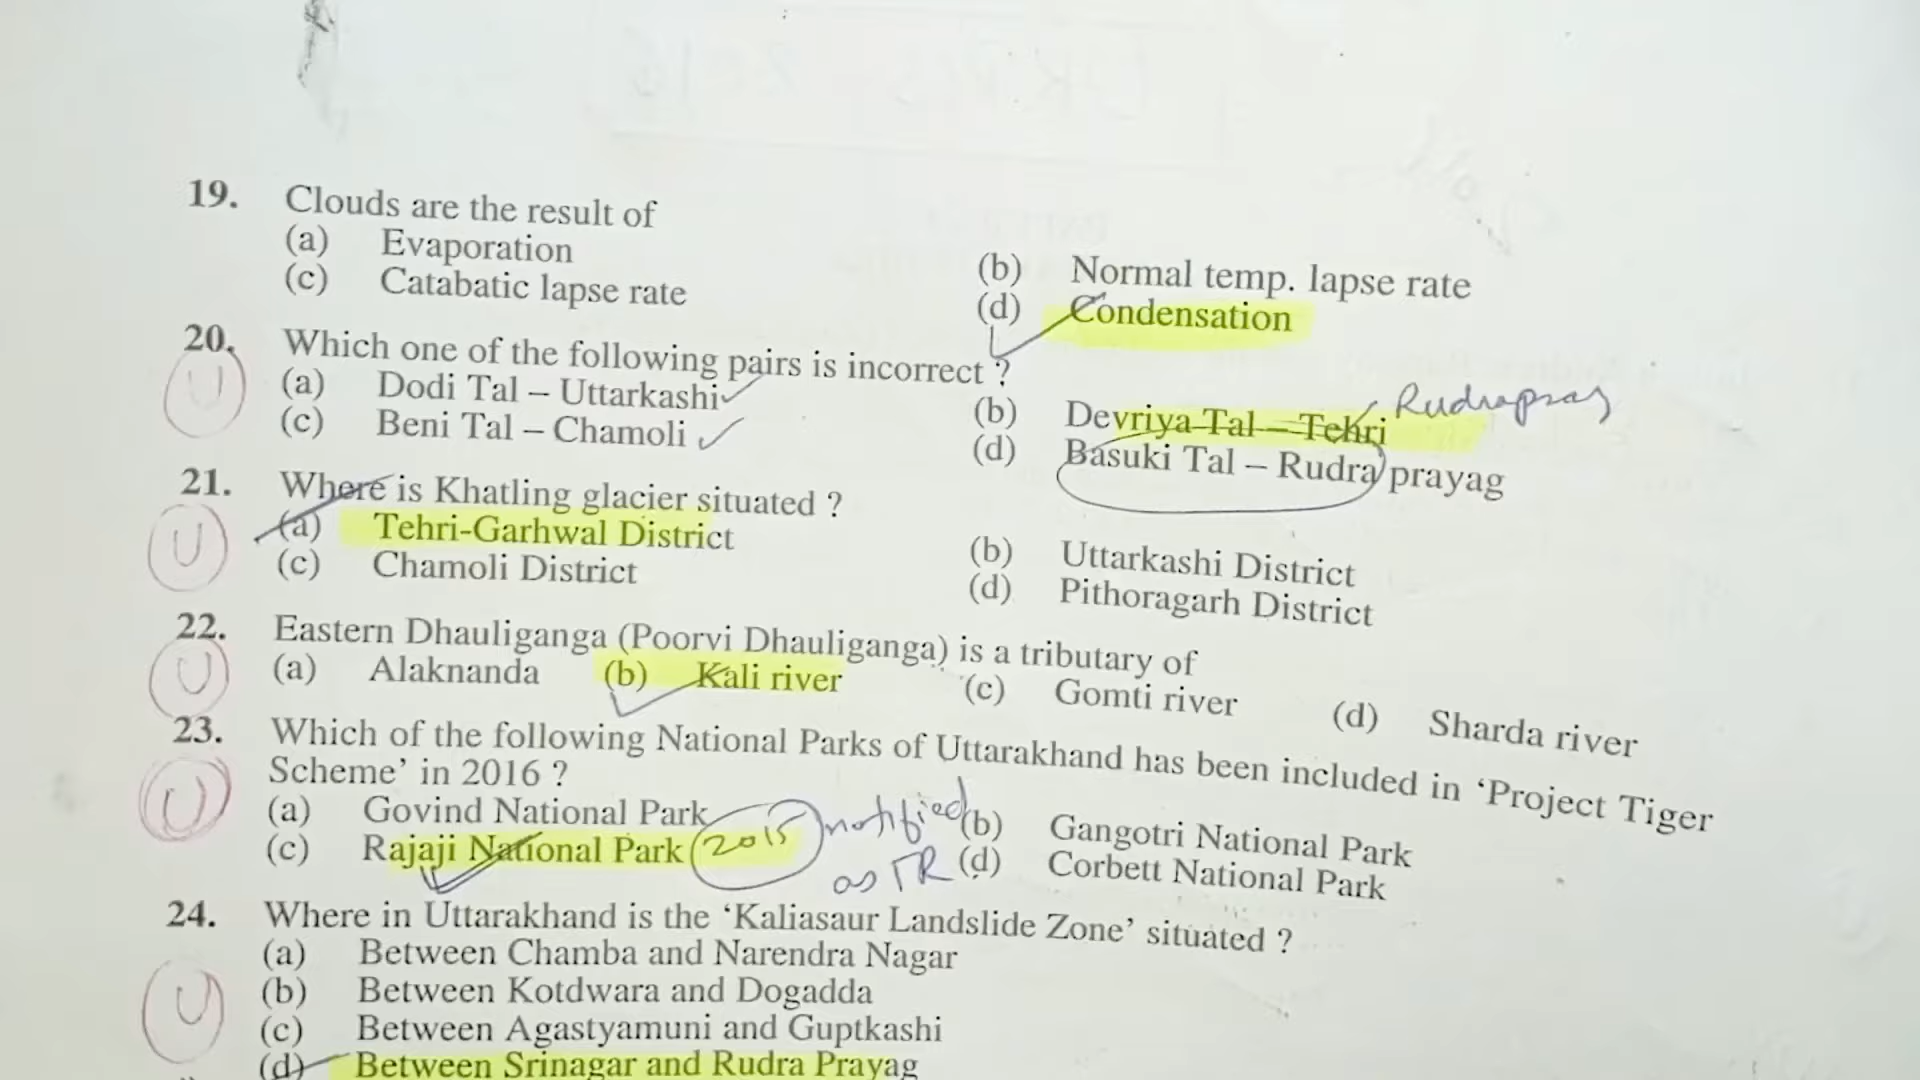 19. Clouds are the result of
(a) Evaporation (b) Normal temp. lapse rate
(c) Catabatic lapse rate (d) Condensation
20. Which one of the following pairs is incorrect ?
(a) Dodi Tal – Uttarkashi (b) Devriya Tal – Tehri Rudraprsag
(c) Beni Tal – Chamoli (d) Basuki Tal – Rudra prayag
21. Where is Khatling glacier situated ?
(a) Tehri-Garhwal District (b) Uttarkashi District
(c) Chamoli District (d) Pithoragarh District
22. Eastern Dhauliganga (Poorvi Dhauliganga) is a tributary of
(a) Alaknanda (b) Kali river (c) Gomti river (d) Sharda river
23. Which of the following National Parks of Uttarakhand has been included in ‘Project Tiger
Scheme’ in 2016 ?
(a) Govind National Park (b) Gangotri National Park
(c) Rajaji National Park 2015 notified as TR (d) Corbett National Park
24. Where in Uttarakhand is the ‘Kaliasaur Landslide Zone’ situated ?
(a) Between Chamba and Narendra Nagar
(b) Between Kotdwara and Dogadda
(c) Between Agastyamuni and Guptkashi
(d) Between Srinagar and Rudra Prayag
U
U
U
U
U